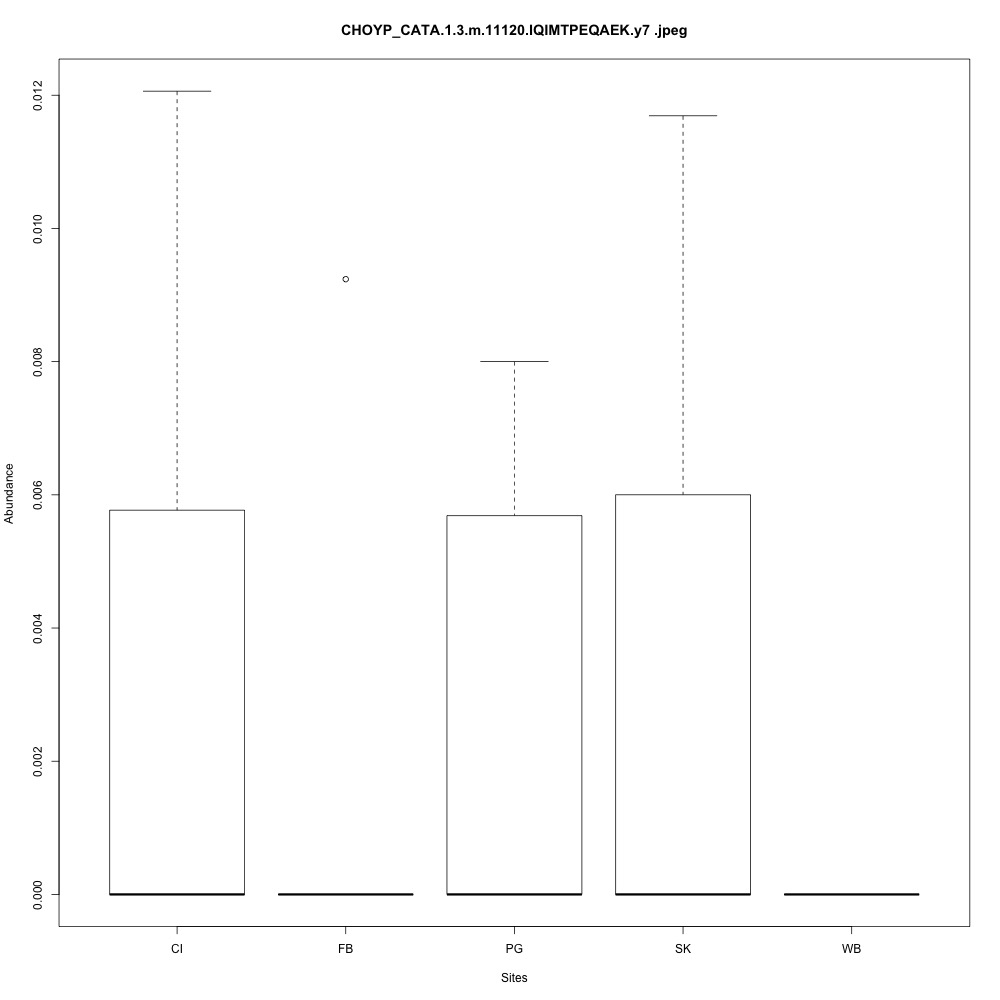 CHOYP_CATA.1.3.m.11120.IQIMTPEQAEK.y7 .jpeg
0.012
0.010
0.008
0.006
0.004
0.002
0.000
Abundance
CI FB PG SK WB
Sites